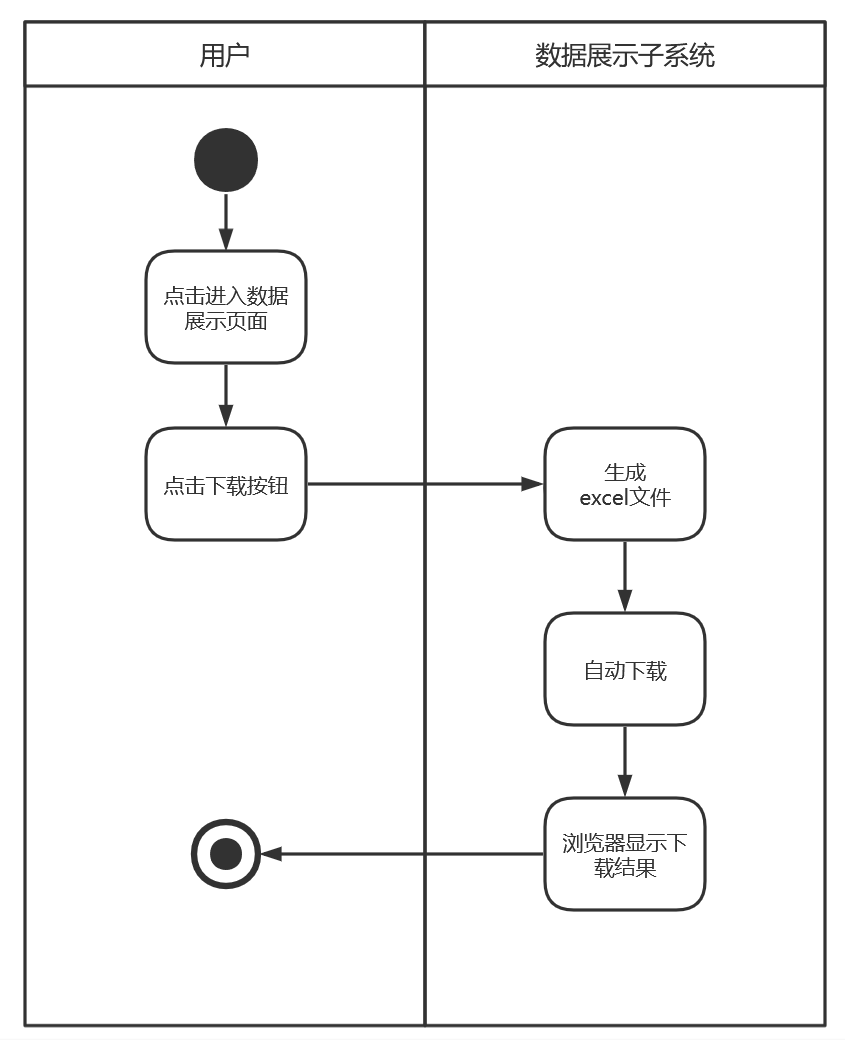 用户
数据展示子系统
点击进入数据
展示页面
点击下载按钮
生成
excel文件
自动下载
浏览器显示下
载结果